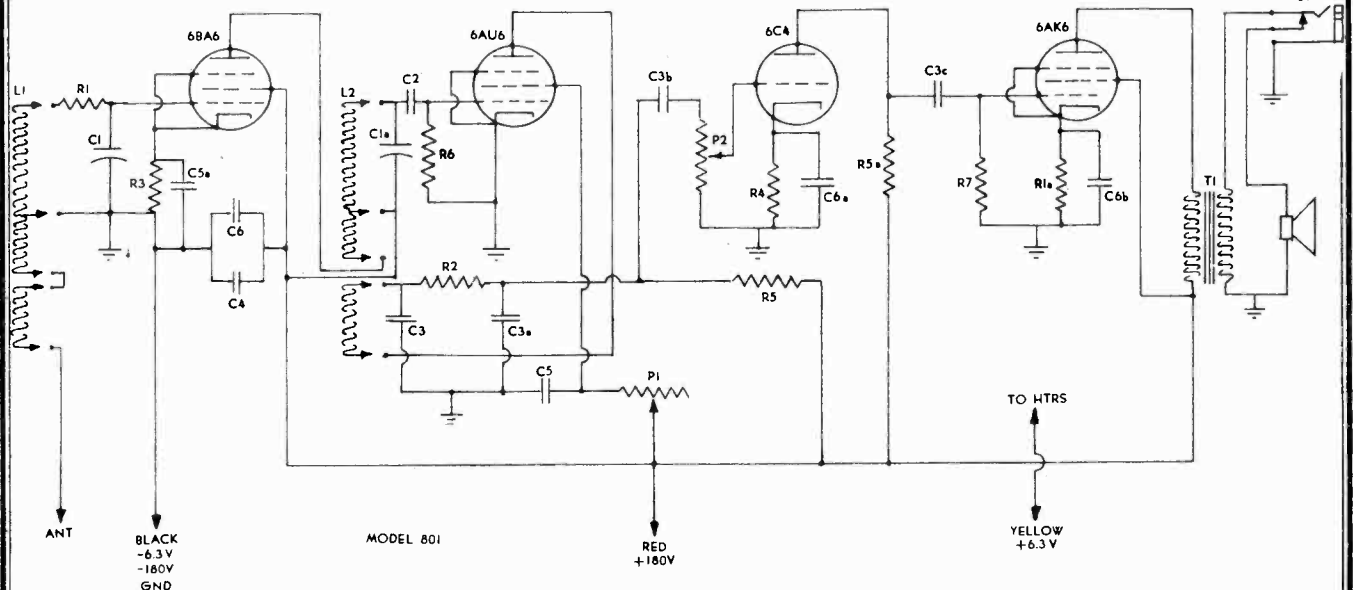 6BA6
6AU6
6C4
6AK6
L1
R1
C1
R3
C5a
C6
C4
L2
C2
C1a
R6
R2
C3
C3a
C5
P1
C3b
P2
R4
C6a
R5
R5a
C3c
R7
R1a
C6b
T1
TO HTRS
ANT
BLACK
-6.3 V
-180V
GND
MODEL 801
RED
+180V
YELLOW
+6.3 V